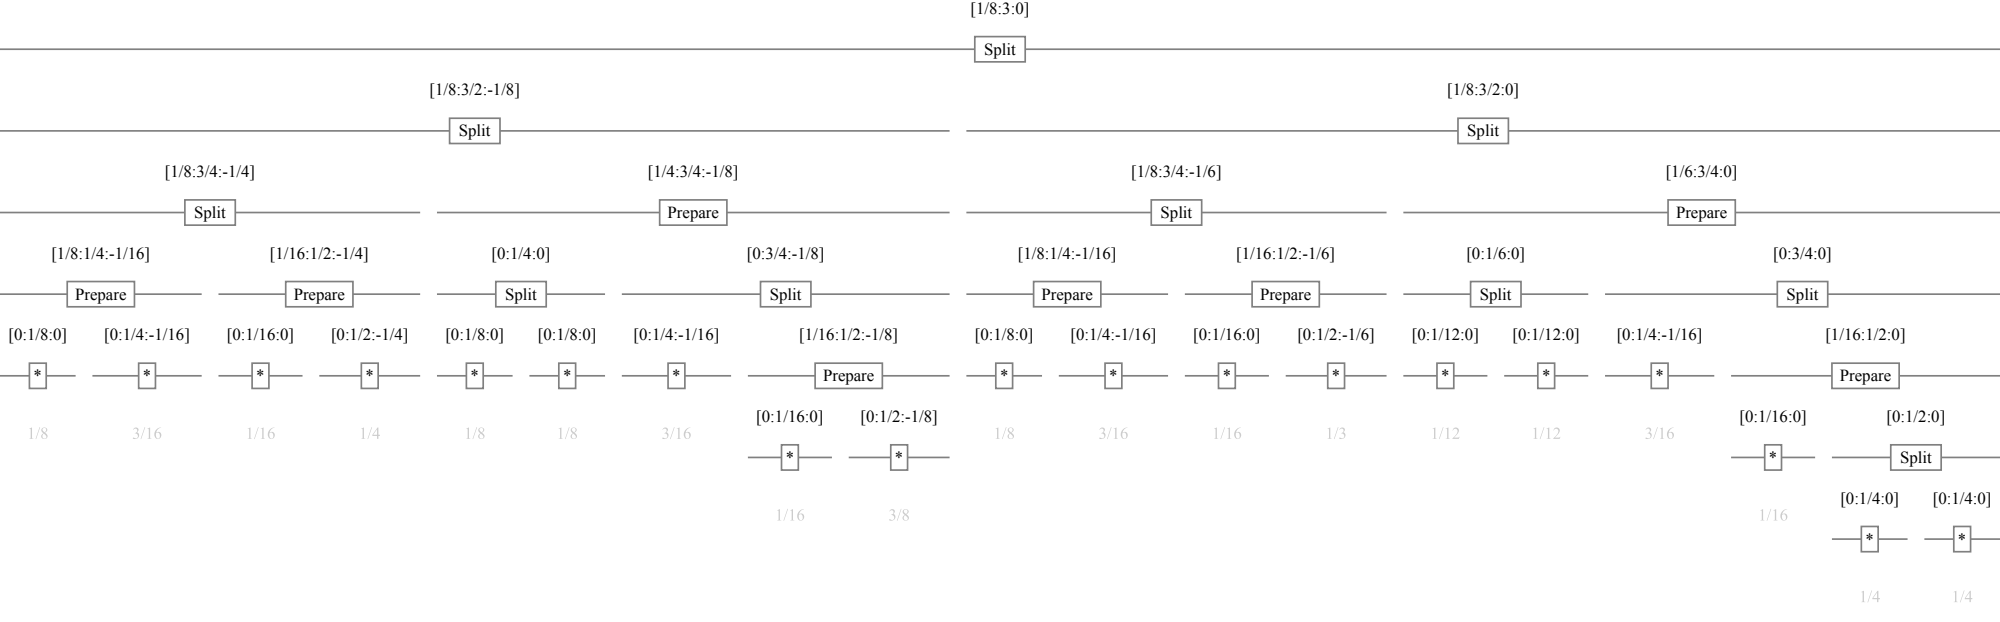 [1/8:3:0]
Split
[1/8:3/2:-1/8] [1/8:3/2:0]
Split Split
[1/8:3/4:-1/4] [1/4:3/4:-1/8] [1/8:3/4:-1/6] [1/6:3/4:0]
Split Prepare Split Prepare
[1/8:1/4:-1/16] [1/16:1/2:-1/4] [0:1/4:0] [0:3/4:-1/8] [1/8:1/4:-1/16] [1/16:1/2:-1/6] [0:1/6:0] [0:3/4:0]
Prepare Prepare Split Split Prepare Prepare Split Split
[0:1/8:0] [0:1/4:-1/16] [0:1/16:0] [0:1/2:-1/4] [0:1/8:0] [0:1/8:0] [0:1/4:-1/16] [1/16:1/2:-1/8] [0:1/8:0] [0:1/4:-1/16] [0:1/16:0] [0:1/2:-1/6] [0:1/12:0] [0:1/12:0] [0:1/4:-1/16] [1/16:1/2:0]
* * * * * * * Prepare * * * * * * * Prepare
[0:1/16:0] [0:1/2:-1/8] [0:1/16:0] [0:1/2:0]
1/8 3/16 1/16 1/4 1/8 1/8 3/16 1/8 3/16 1/16 1/3 1/12 1/12 3/16
* * * Split
[0:1/4:0] [0:1/4:0]
1/16 3/8 1/16
* *
1/4 1/4